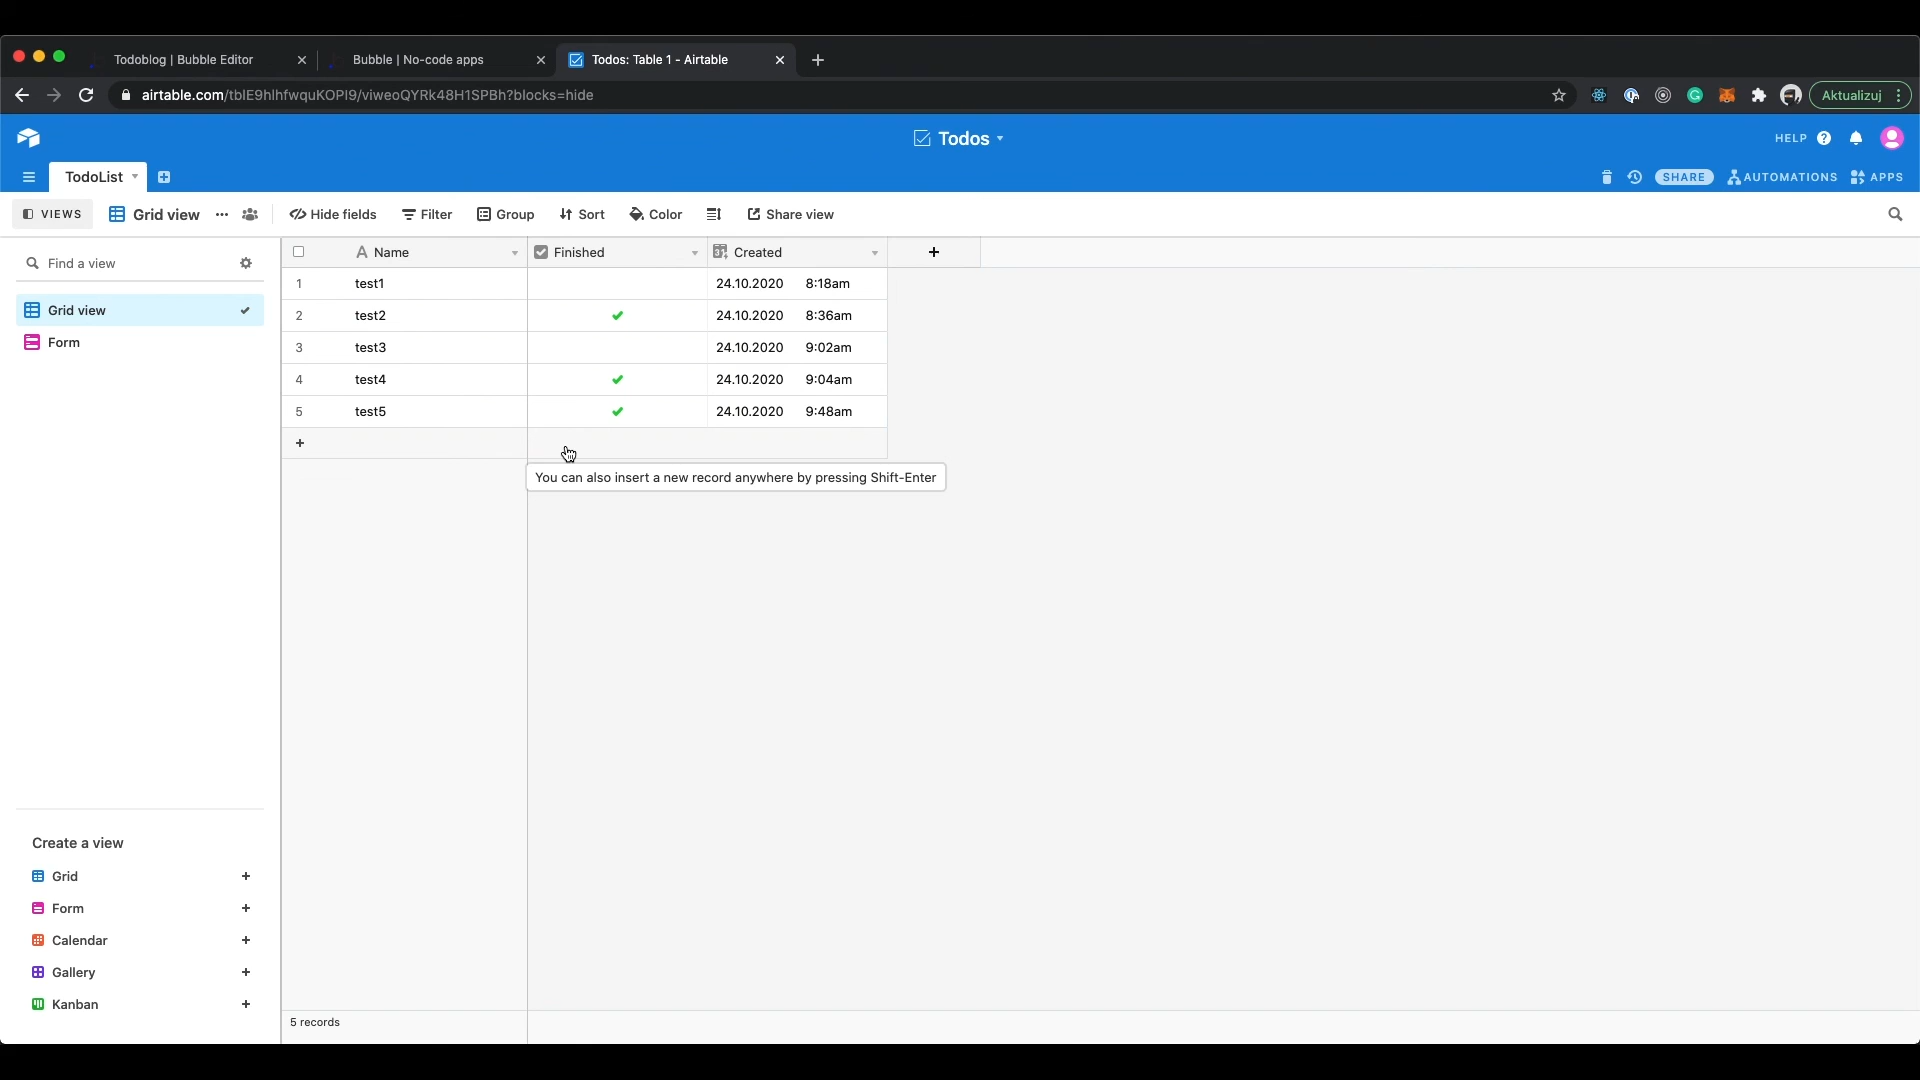 Todoblog | Bubble Editor
Bubble | No-code apps
Todos: Table 1 - Airtable
airtable.com/tblE9hlhfwquKOPI9/viweoQYRk48H1SPBh?blocks=hide
Aktualizuj
Todos
HELP
TodoList
SHARE
AUTOMATIONS
APPS
VIEWS
Grid view
Hide fields
Filter
Group
Sort
Color
Share view
Find a view
Grid view
Form
Name Finished Created
1 test1 24.10.2020 8:18am
2 test2 24.10.2020 8:36am
3 test3 24.10.2020 9:02am
4 test4 24.10.2020 9:04am
5 test5 24.10.2020 9:48am
You can also insert a new record anywhere by pressing Shift-Enter
Create a view
Grid
Form
Calendar
Gallery
Kanban
5 records